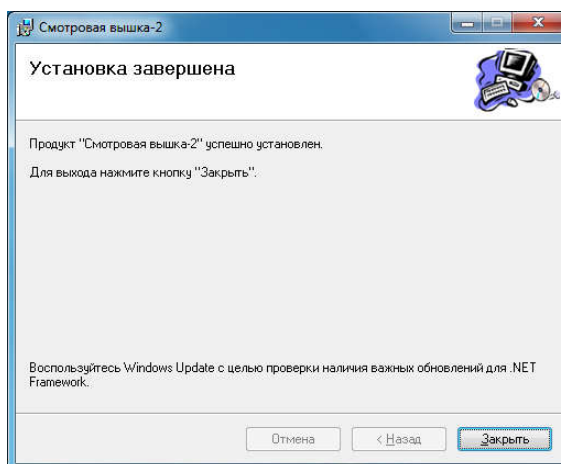 Смотровая вышка-2
Установка завершена
Продукт "Смотровая вышка-2" успешно установлен.
Для выхода нажмите кнопку "Закрыть".
Воспользуйтесь Windows Update с целью проверки наличия важных обновлений для .NET
Framework.
Отмена
< Назад
Закрыть